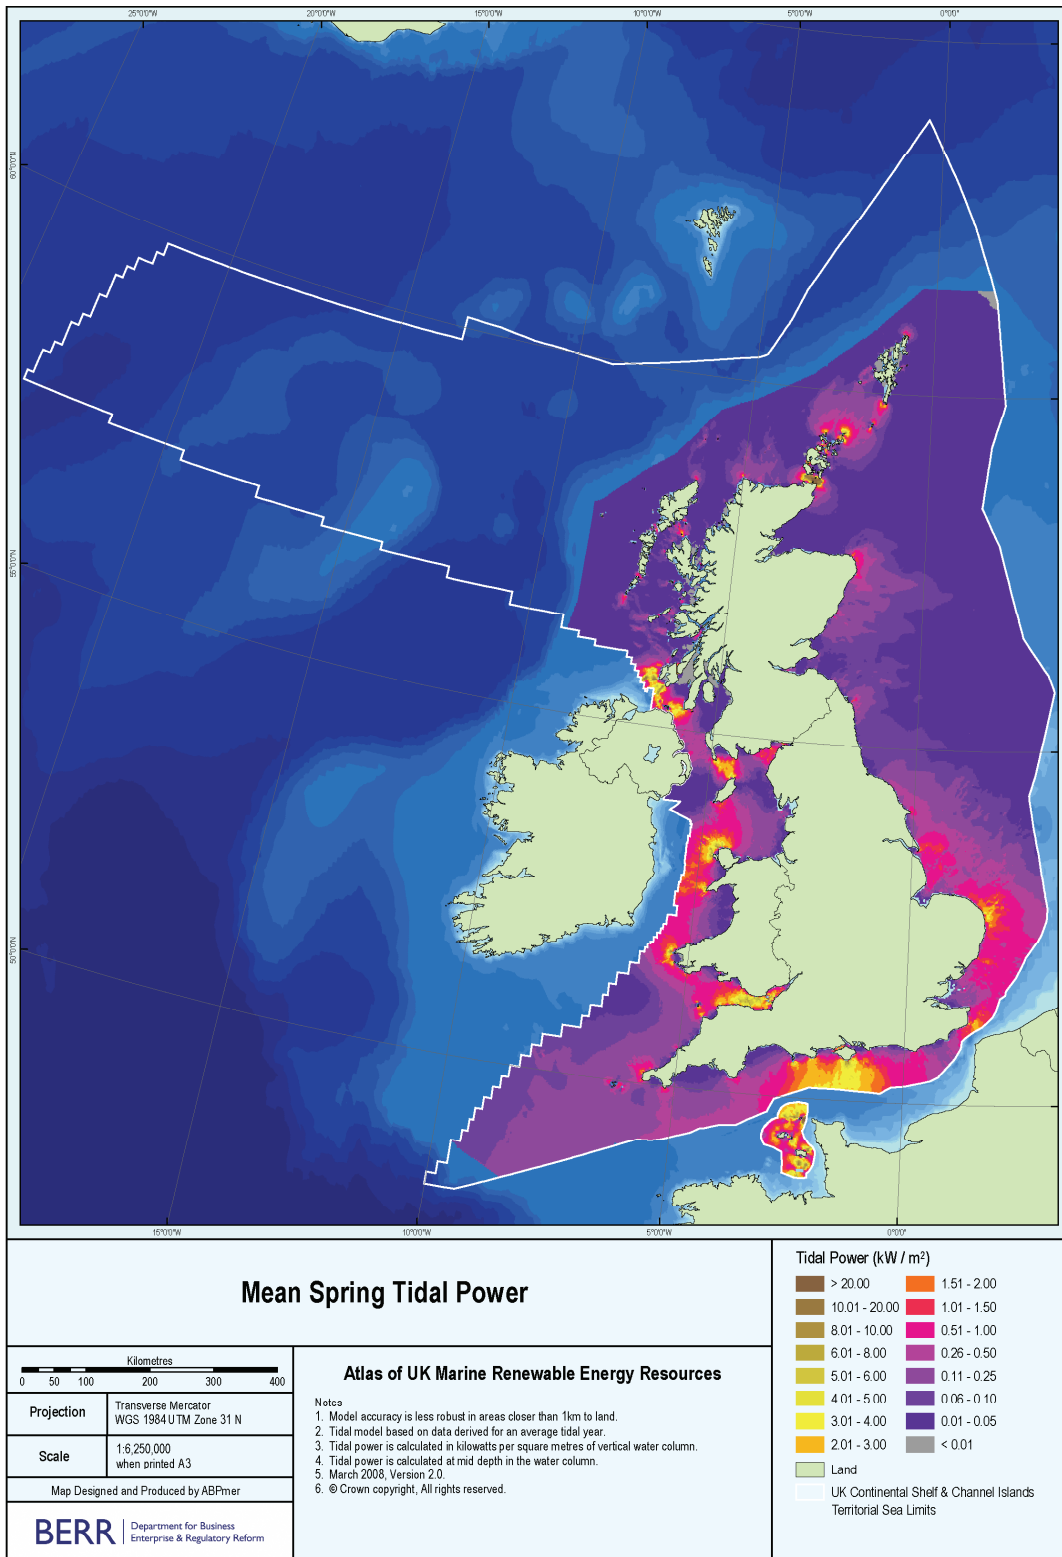 25°0'0"W 20°0'0"W 15°0'0"W 10°0'0"W 5°0'0"W 0°0'0"
60°0'0"N
55°0'0"N
50°0'0"N
15°0'0"W 10°0'0"W 5°0'0"W 0°0'0"
Mean Spring Tidal Power
Kilometres
0 50 100 200 300 400
Projection
Transverse Mercator
WGS 1984 UTM Zone 31 N
Scale
1:6,250,000
when printed A3
Map Designed and Produced by ABPmer
BERR
Department for Business
Enterprise & Regulatory Reform
Atlas of UK Marine Renewable Energy Resources
Notes
1. Model accuracy is less robust in areas closer than 1km to land.
2. Tidal model based on data derived for an average tidal year.
3. Tidal power is calculated in kilowatts per square metres of vertical water column.
4. Tidal power is calculated at mid depth in the water column.
5. March 2008, Version 2.0.
6. © Crown copyright, All rights reserved.
Tidal Power (kW / m²)
> 20.00
10.01 - 20.00
8.01 - 10.00
6.01 - 8.00
5.01 - 6.00
4.01 - 5.00
3.01 - 4.00
2.01 - 3.00
1.51 - 2.00
1.01 - 1.50
0.51 - 1.00
0.26 - 0.50
0.11 - 0.25
0.06 - 0.10
0.01 - 0.05
< 0.01
Land
UK Continental Shelf & Channel Islands
Territorial Sea Limits